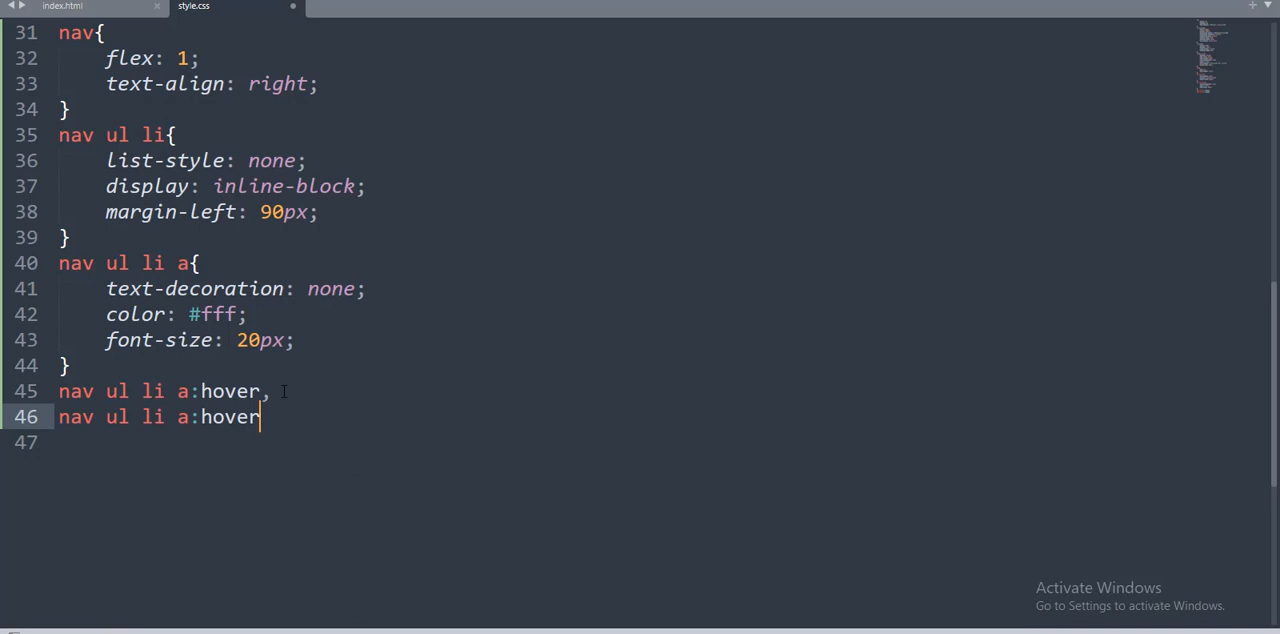 index.html
style.css
31 nav{
32 flex: 1;
33 text-align: right;
34 }
35 nav ul li{
36 list-style: none;
37 display: inline-block;
38 margin-left: 90px;
39 }
40 nav ul li a{
41 text-decoration: none;
42 color: #fff;
43 font-size: 20px;
44 }
45 nav ul li a:hover,
46 nav ul li a:hover
47
Activate Windows
Go to Settings to activate Windows.